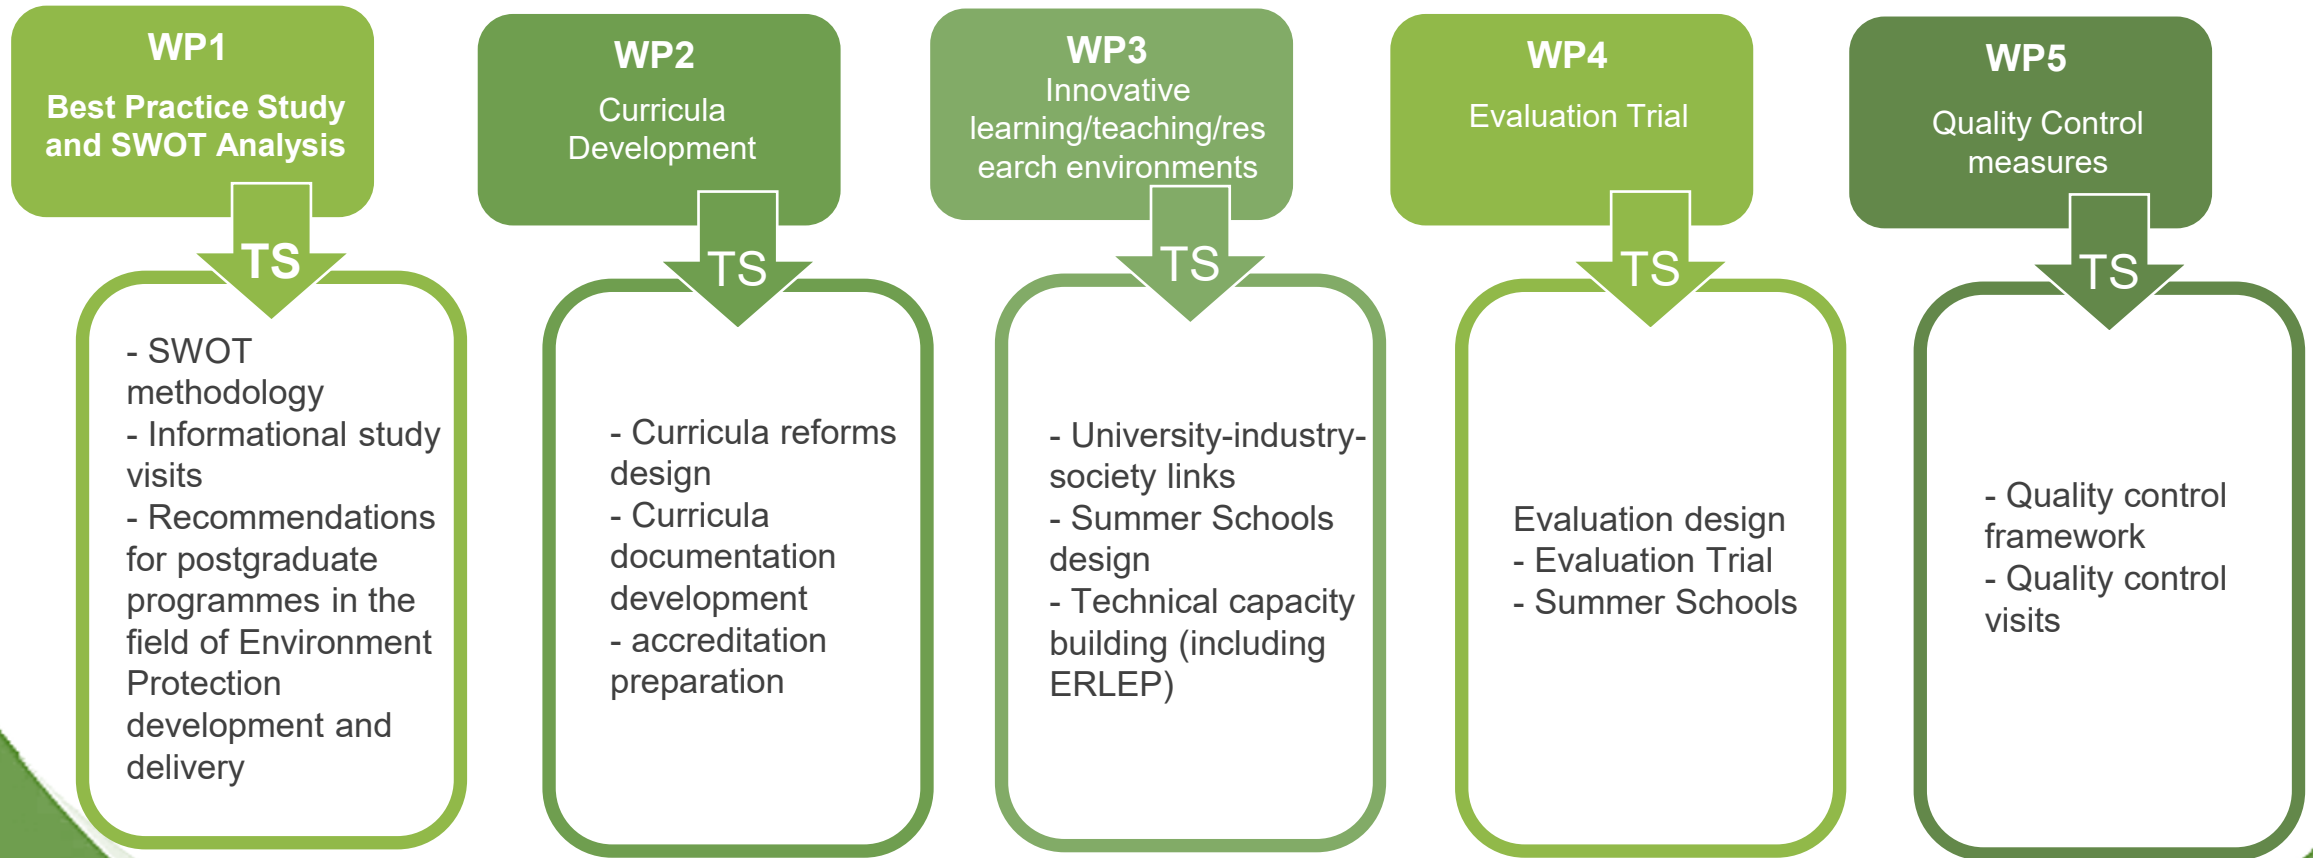 WP1
Best Practice Study
and SWOT Analysis
TS
- SWOT
methodology
- Informational study
visits
- Recommendations
for postgraduate
programmes in the
field of Environment
Protection
development and
delivery
WP2
Curricula
Development
TS
- Curricula reforms
design
- Curricula
documentation
development
- accreditation
preparation
WP3
Innovative
learning/teaching/res
earch environments
TS
- University-industry-
society links
- Summer Schools
design
- Technical capacity
building (including
ERLEP)
WP4
Evaluation Trial
TS
Evaluation design
- Evaluation Trial
- Summer Schools
WP5
Quality Control
measures
TS
- Quality control
framework
- Quality control
visits